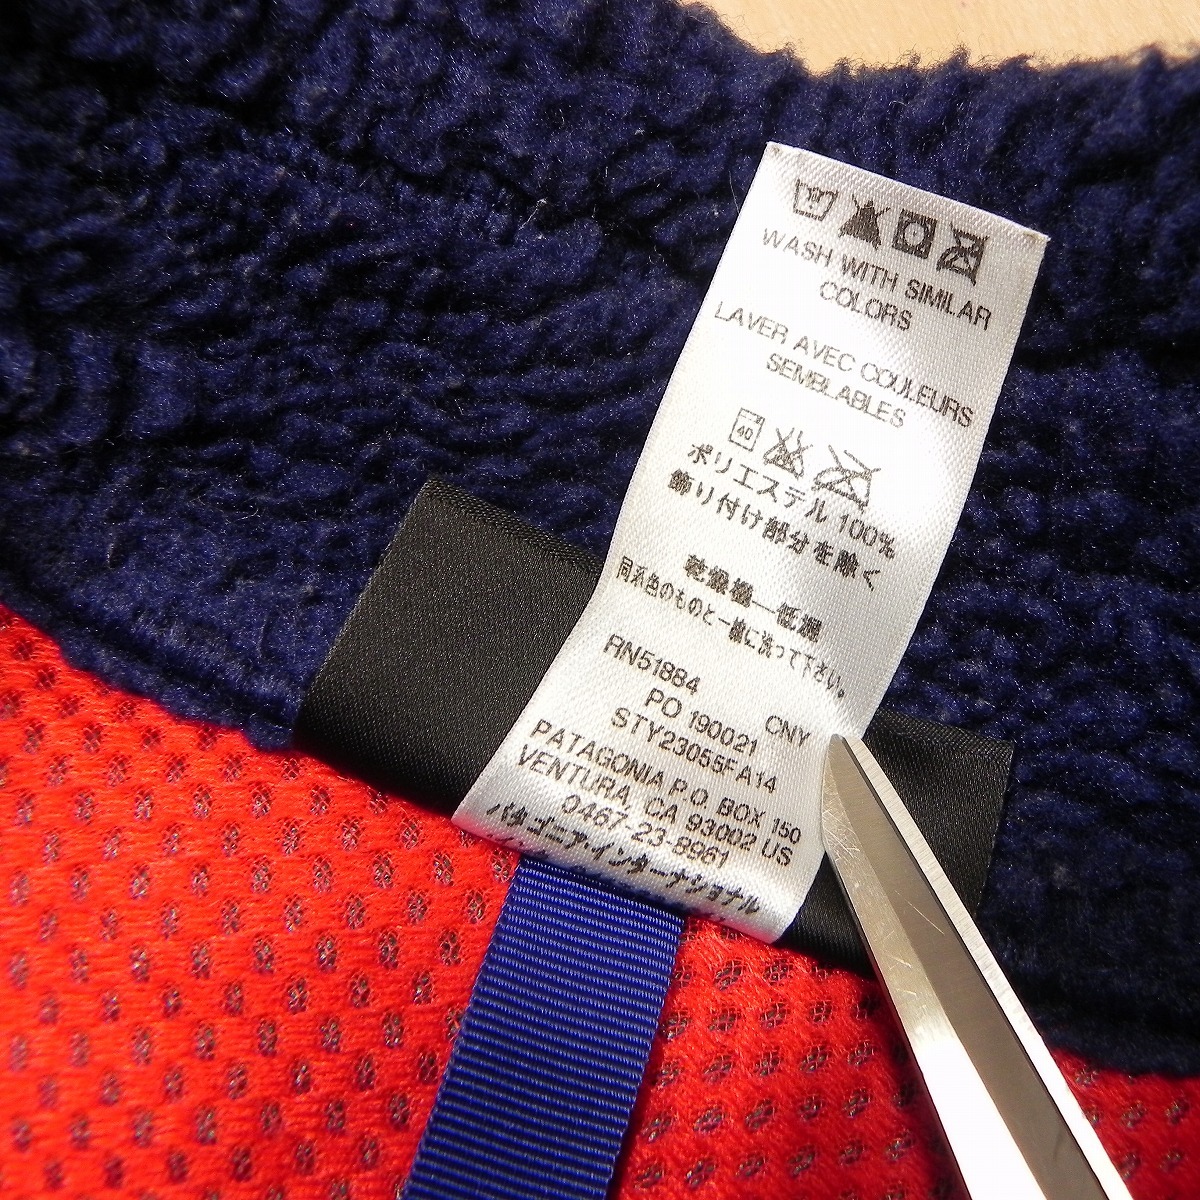 WASH WITH SIMILAR
COLORS
LAVER AVEC COULEURS
SEMBLABLES
40
ポリエステル 100%
飾り付け部分を除く
乾燥機—低温
同系色のものと一緒に洗って下さい。
RN51884
CNY
PO 190021
STY23055FA14
PATAGONIA P.O BOX 150
VENTURA, CA 93002 US
0467-23-8961
パタゴニア・インターナショナル